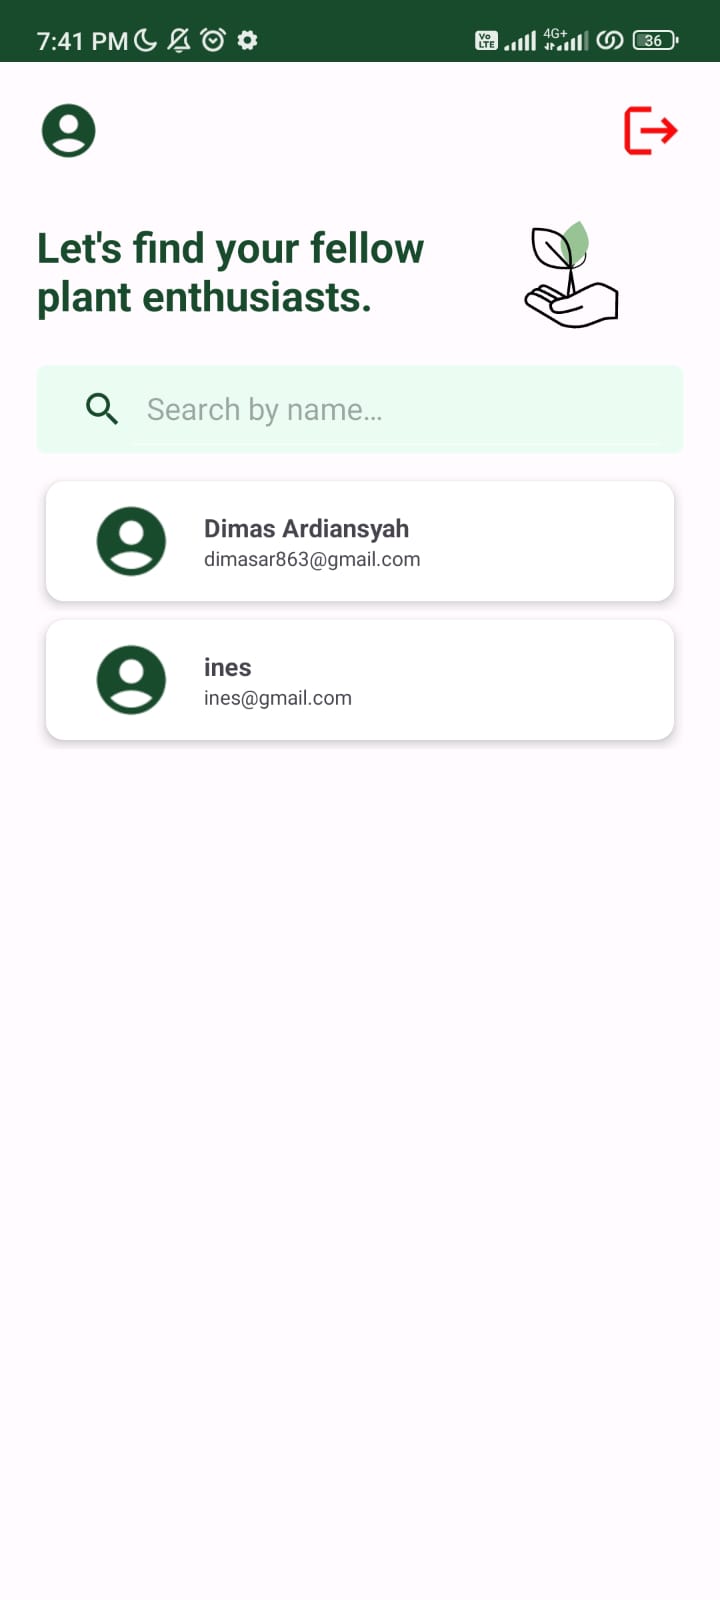 7:41 PM
Vo LTE 4G+ 36
Let's find your fellow
plant enthusiasts.
Search by name...
Dimas Ardiansyah
dimasar863@gmail.com
ines
ines@gmail.com